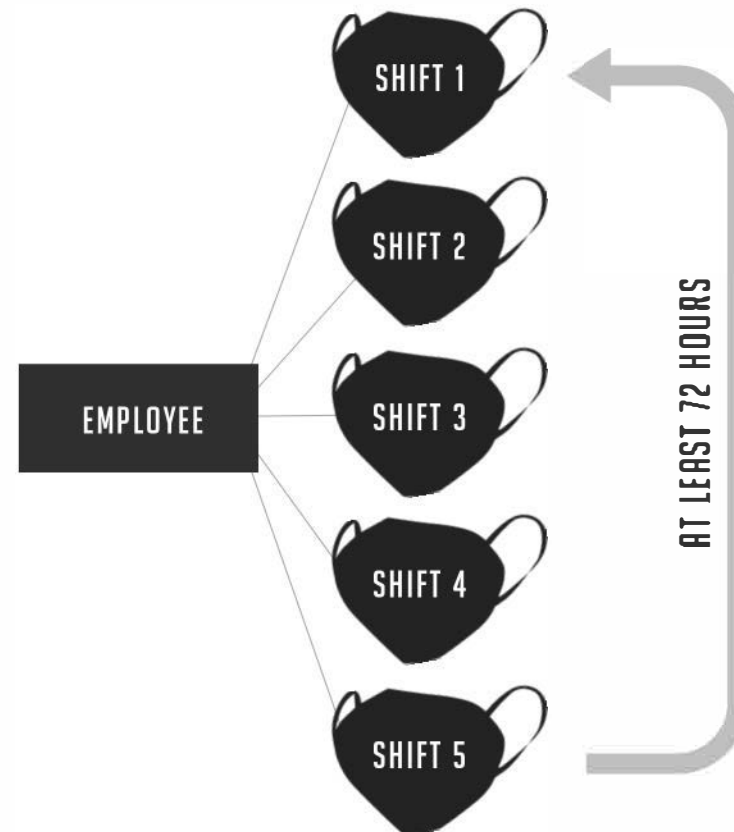 SHIFT 1
SHIFT 2
SHIFT 3
SHIFT 4
SHIFT 5
EMPLOYEE
AT LEAST 72 HOURS